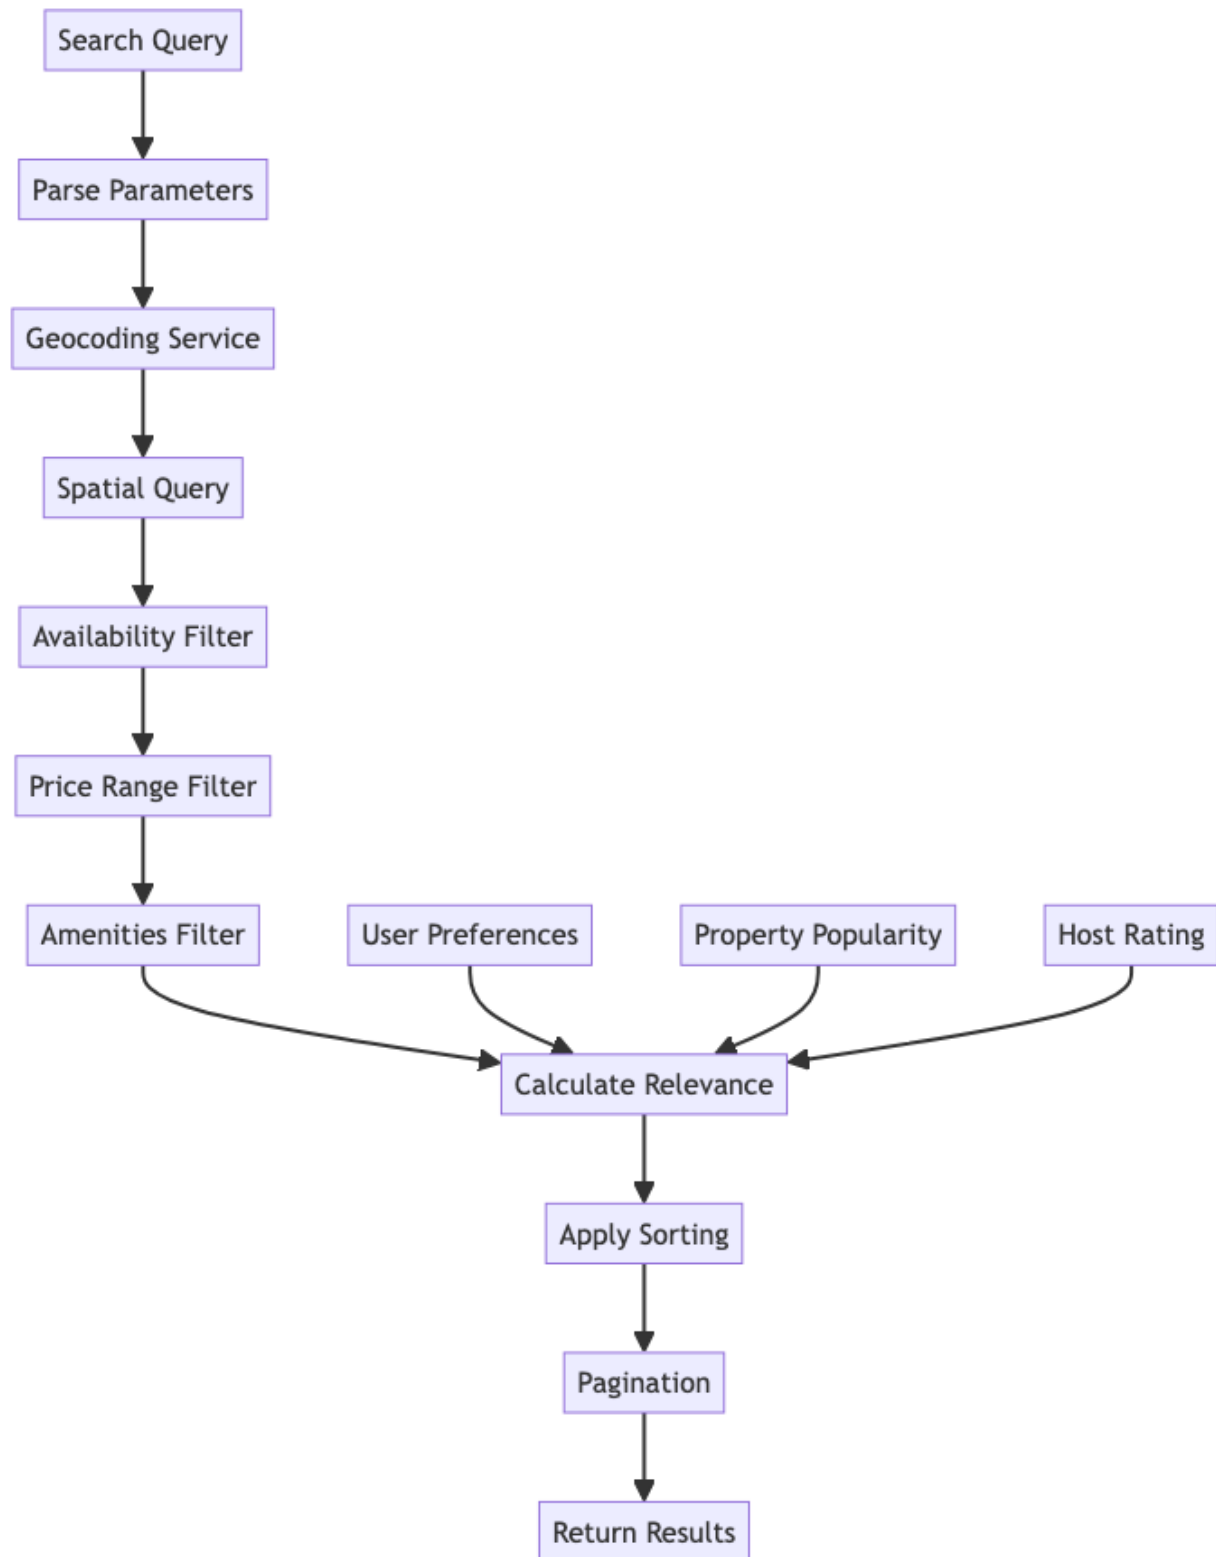 Search Query
Parse Parameters
Geocoding Service
Spatial Query
Availability Filter
Price Range Filter
Amenities Filter
User Preferences
Property Popularity
Host Rating
Calculate Relevance
Apply Sorting
Pagination
Return Results